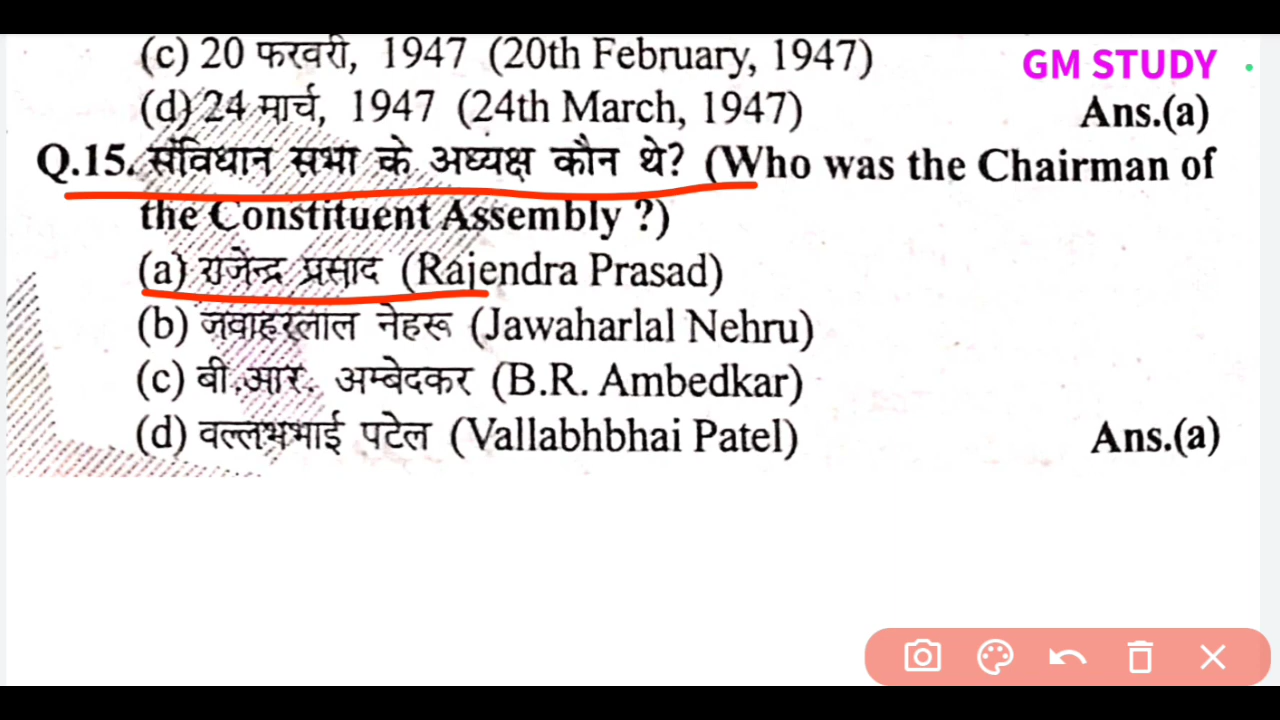 (c) 20 फरवरी, 1947 (20th February, 1947)
GM STUDY
(d) 24 मार्च, 1947 (24th March, 1947) Ans.(a)
Q.15. संविधान सभा के अध्यक्ष कौन थे? (Who was the Chairman of
the Constituent Assembly ?)
(a) राजेन्द्र प्रसाद (Rajendra Prasad)
(b) जवाहरलाल नेहरू (Jawaharlal Nehru)
(c) बी.आर. अम्बेदकर (B.R. Ambedkar)
(d) वल्लभभाई पटेल (Vallabhbhai Patel) Ans.(a)